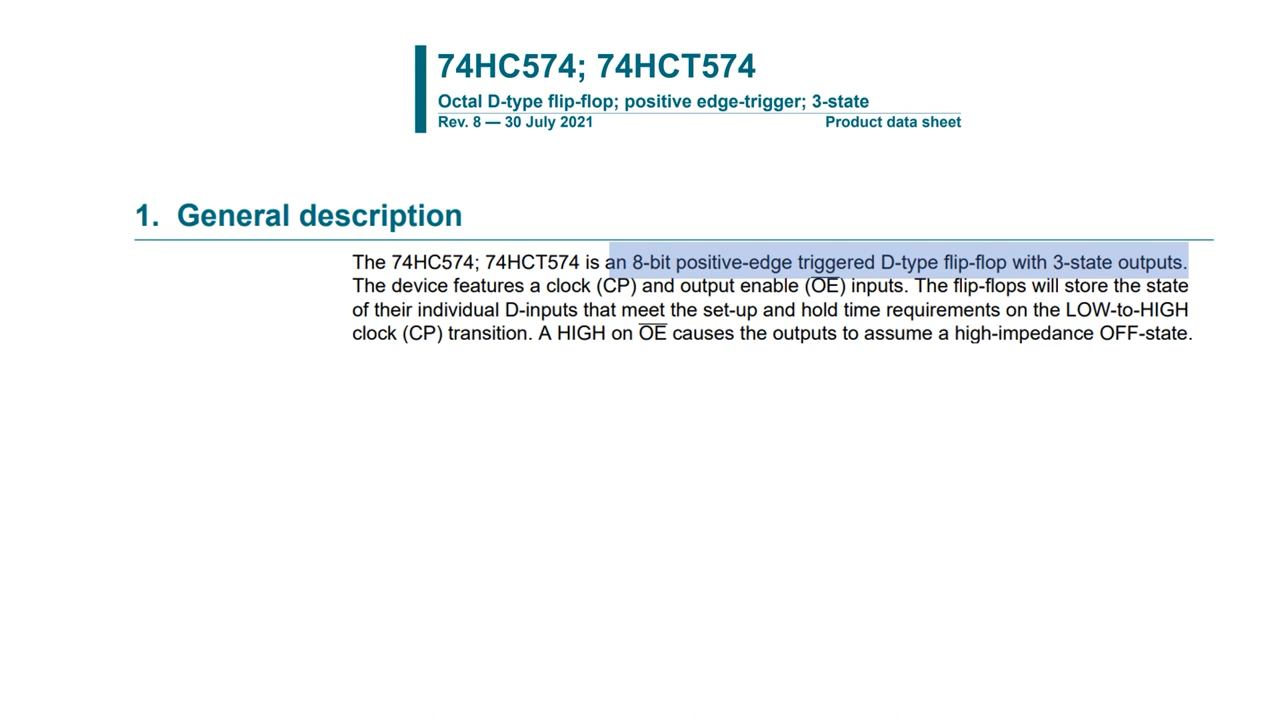 74HC574; 74HCT574
Octal D-type flip-flop; positive edge-trigger; 3-state
Rev. 8 — 30 July 2021 Product data sheet
1. General description
The 74HC574; 74HCT574 is an 8-bit positive-edge triggered D-type flip-flop with 3-state outputs.
The device features a clock (CP) and output enable (O̅E̅) inputs. The flip-flops will store the state
of their individual D-inputs that meet the set-up and hold time requirements on the LOW-to-HIGH
clock (CP) transition. A HIGH on O̅E̅ causes the outputs to assume a high-impedance OFF-state.